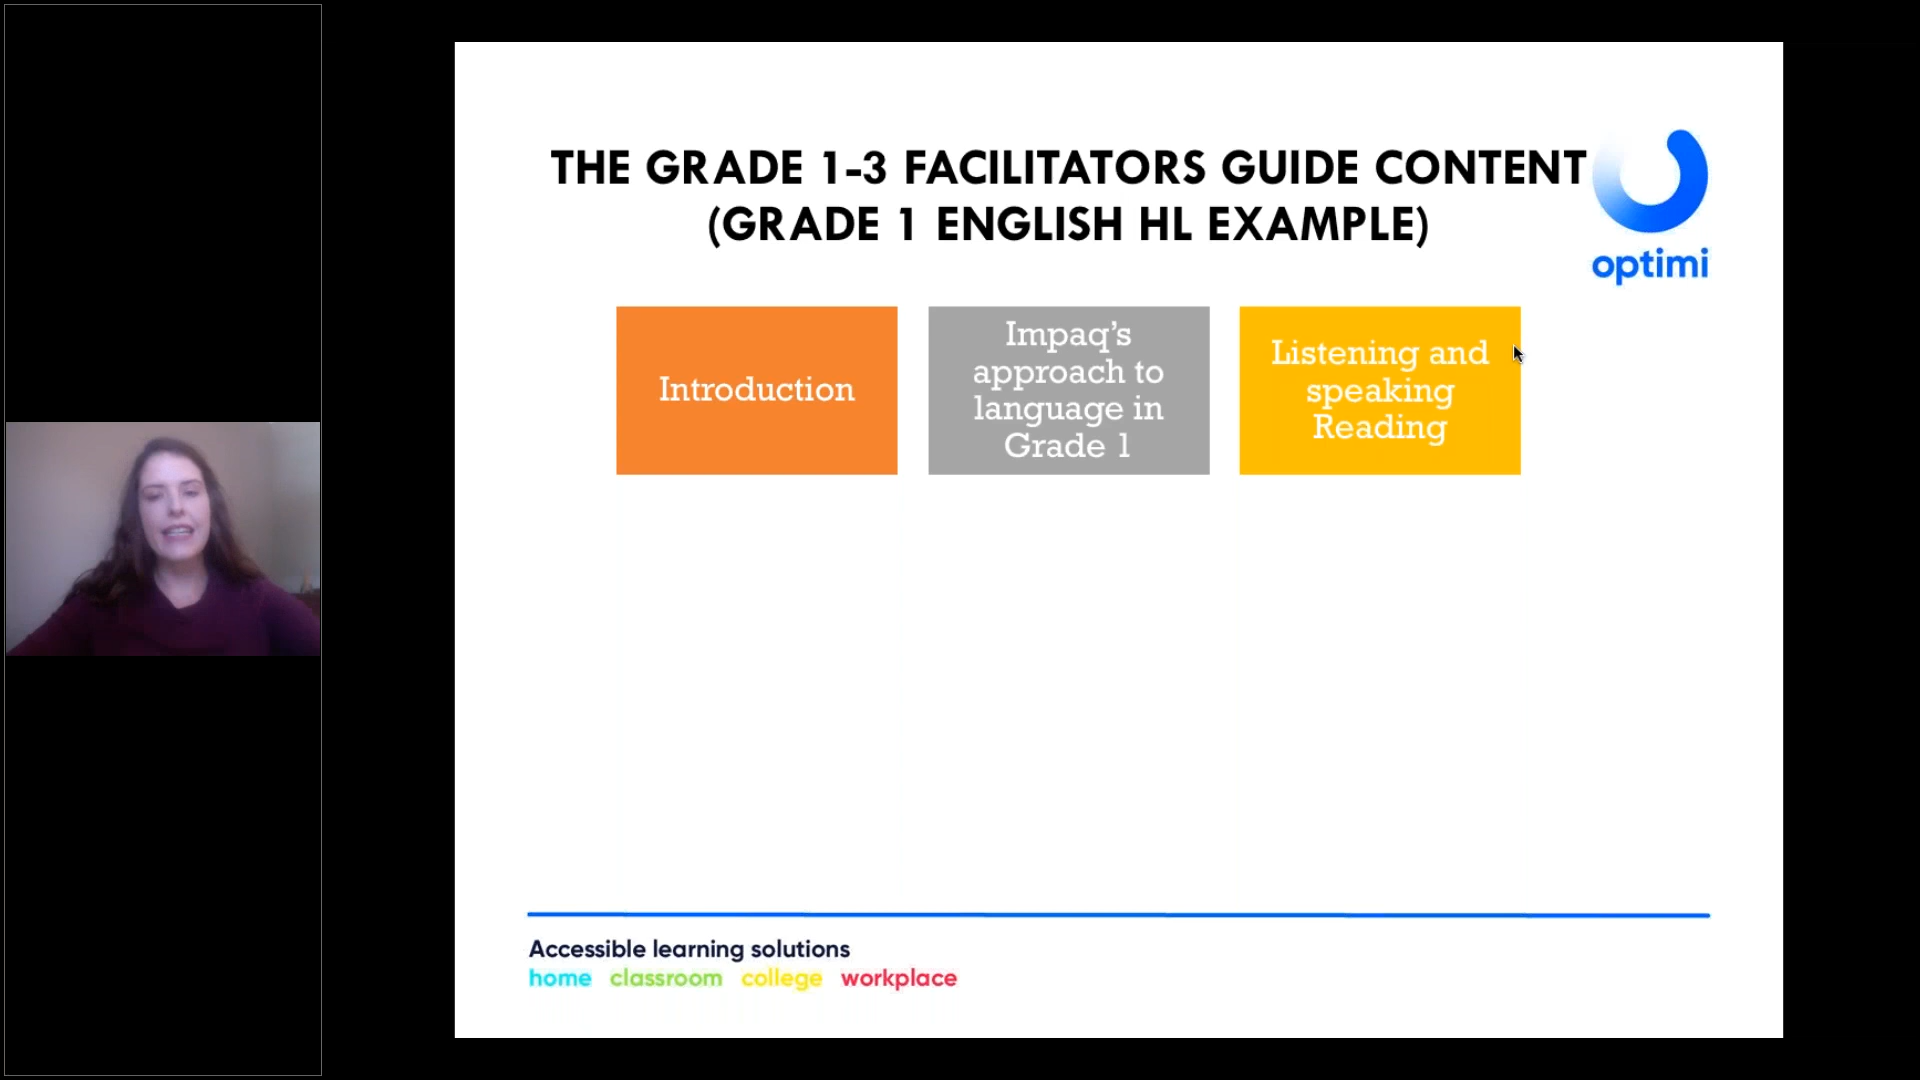 THE GRADE 1-3 FACILITATORS GUIDE CONTENT
(GRADE 1 ENGLISH HL EXAMPLE)
optimi
Introduction
Impaq’s
approach to
language in
Grade 1
Listening and
speaking
Reading
Accessible learning solutions
home classroom college workplace